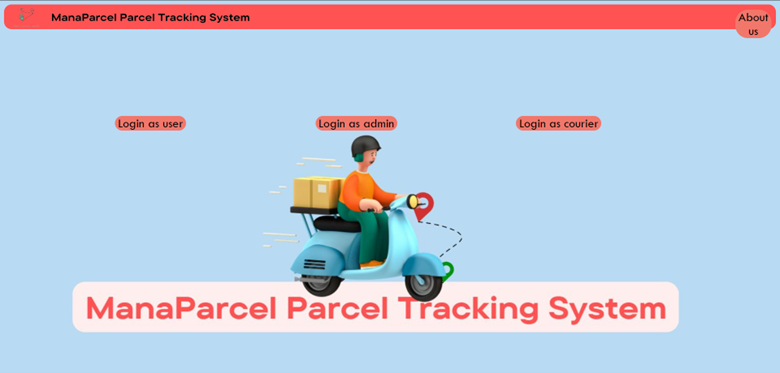 ManaParcel Parcel Tracking System
About
us
Login as user
Login as admin
Login as courier
ManaParcel Parcel Tracking System